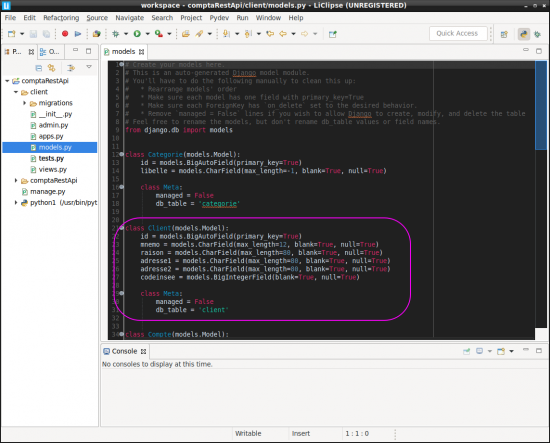 workspace - comptaRestApi/client/models.py - LiClipse (UNREGISTERED)
File Edit Refactoring Source Navigate Search Project Pydev Run Window Help
Quick Access
P...
O...
models
comptaRestApi
client
migrations
__init__.py
admin.py
apps.py
models.py
tests.py
views.py
comptaRestApi
manage.py
python1 (/usr/bin/pyt
1 # Create your models here.
2 # This is an auto-generated Django model module.
3 # You'll have to do the following manually to clean this up:
4 #   * Rearrange models' order
5 #   * Make sure each model has one field with primary_key=True
6 #   * Make sure each ForeignKey has `on_delete` set to the desired behavior.
7 #   * Remove `managed = False` lines if you wish to allow Django to create, modify, and delete the table
8 # Feel free to rename the models, but don't rename db_table values or field names.
9 from django.db import models
10
11
12 class Categorie(models.Model):
13     id = models.BigAutoField(primary_key=True)
14     libelle = models.CharField(max_length=-1, blank=True, null=True)
15
16     class Meta:
17         managed = False
18         db_table = 'categorie'
19
20
21 class Client(models.Model):
22     id = models.BigAutoField(primary_key=True)
23     mnemo = models.CharField(max_length=12, blank=True, null=True)
24     raison = models.CharField(max_length=80, blank=True, null=True)
25     adresse1 = models.CharField(max_length=80, blank=True, null=True)
26     adresse2 = models.CharField(max_length=80, blank=True, null=True)
27     codeinsee = models.BigIntegerField(blank=True, null=True)
28
29     class Meta:
30         managed = False
31         db_table = 'client'
32
33
34 class Compte(models.Model):
Console
No consoles to display at this time.
Writable
Insert
1 : 1 : 0